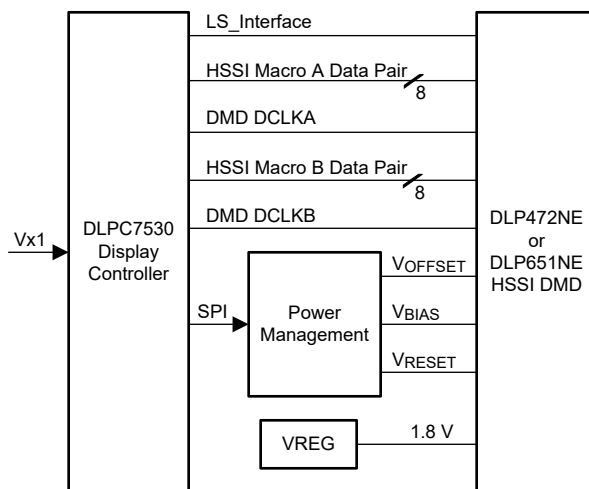 LS_Interface
HSSI Macro A Data Pair
8
DMD DCLKA
HSSI Macro B Data Pair
8
DMD DCLKB
Vx1
DLPC7530
Display
Controller
SPI
Power
Management
VOFFSET
VBIAS
VRESET
VREG
1.8 V
DLP472NE
or
DLP651NE
HSSI DMD